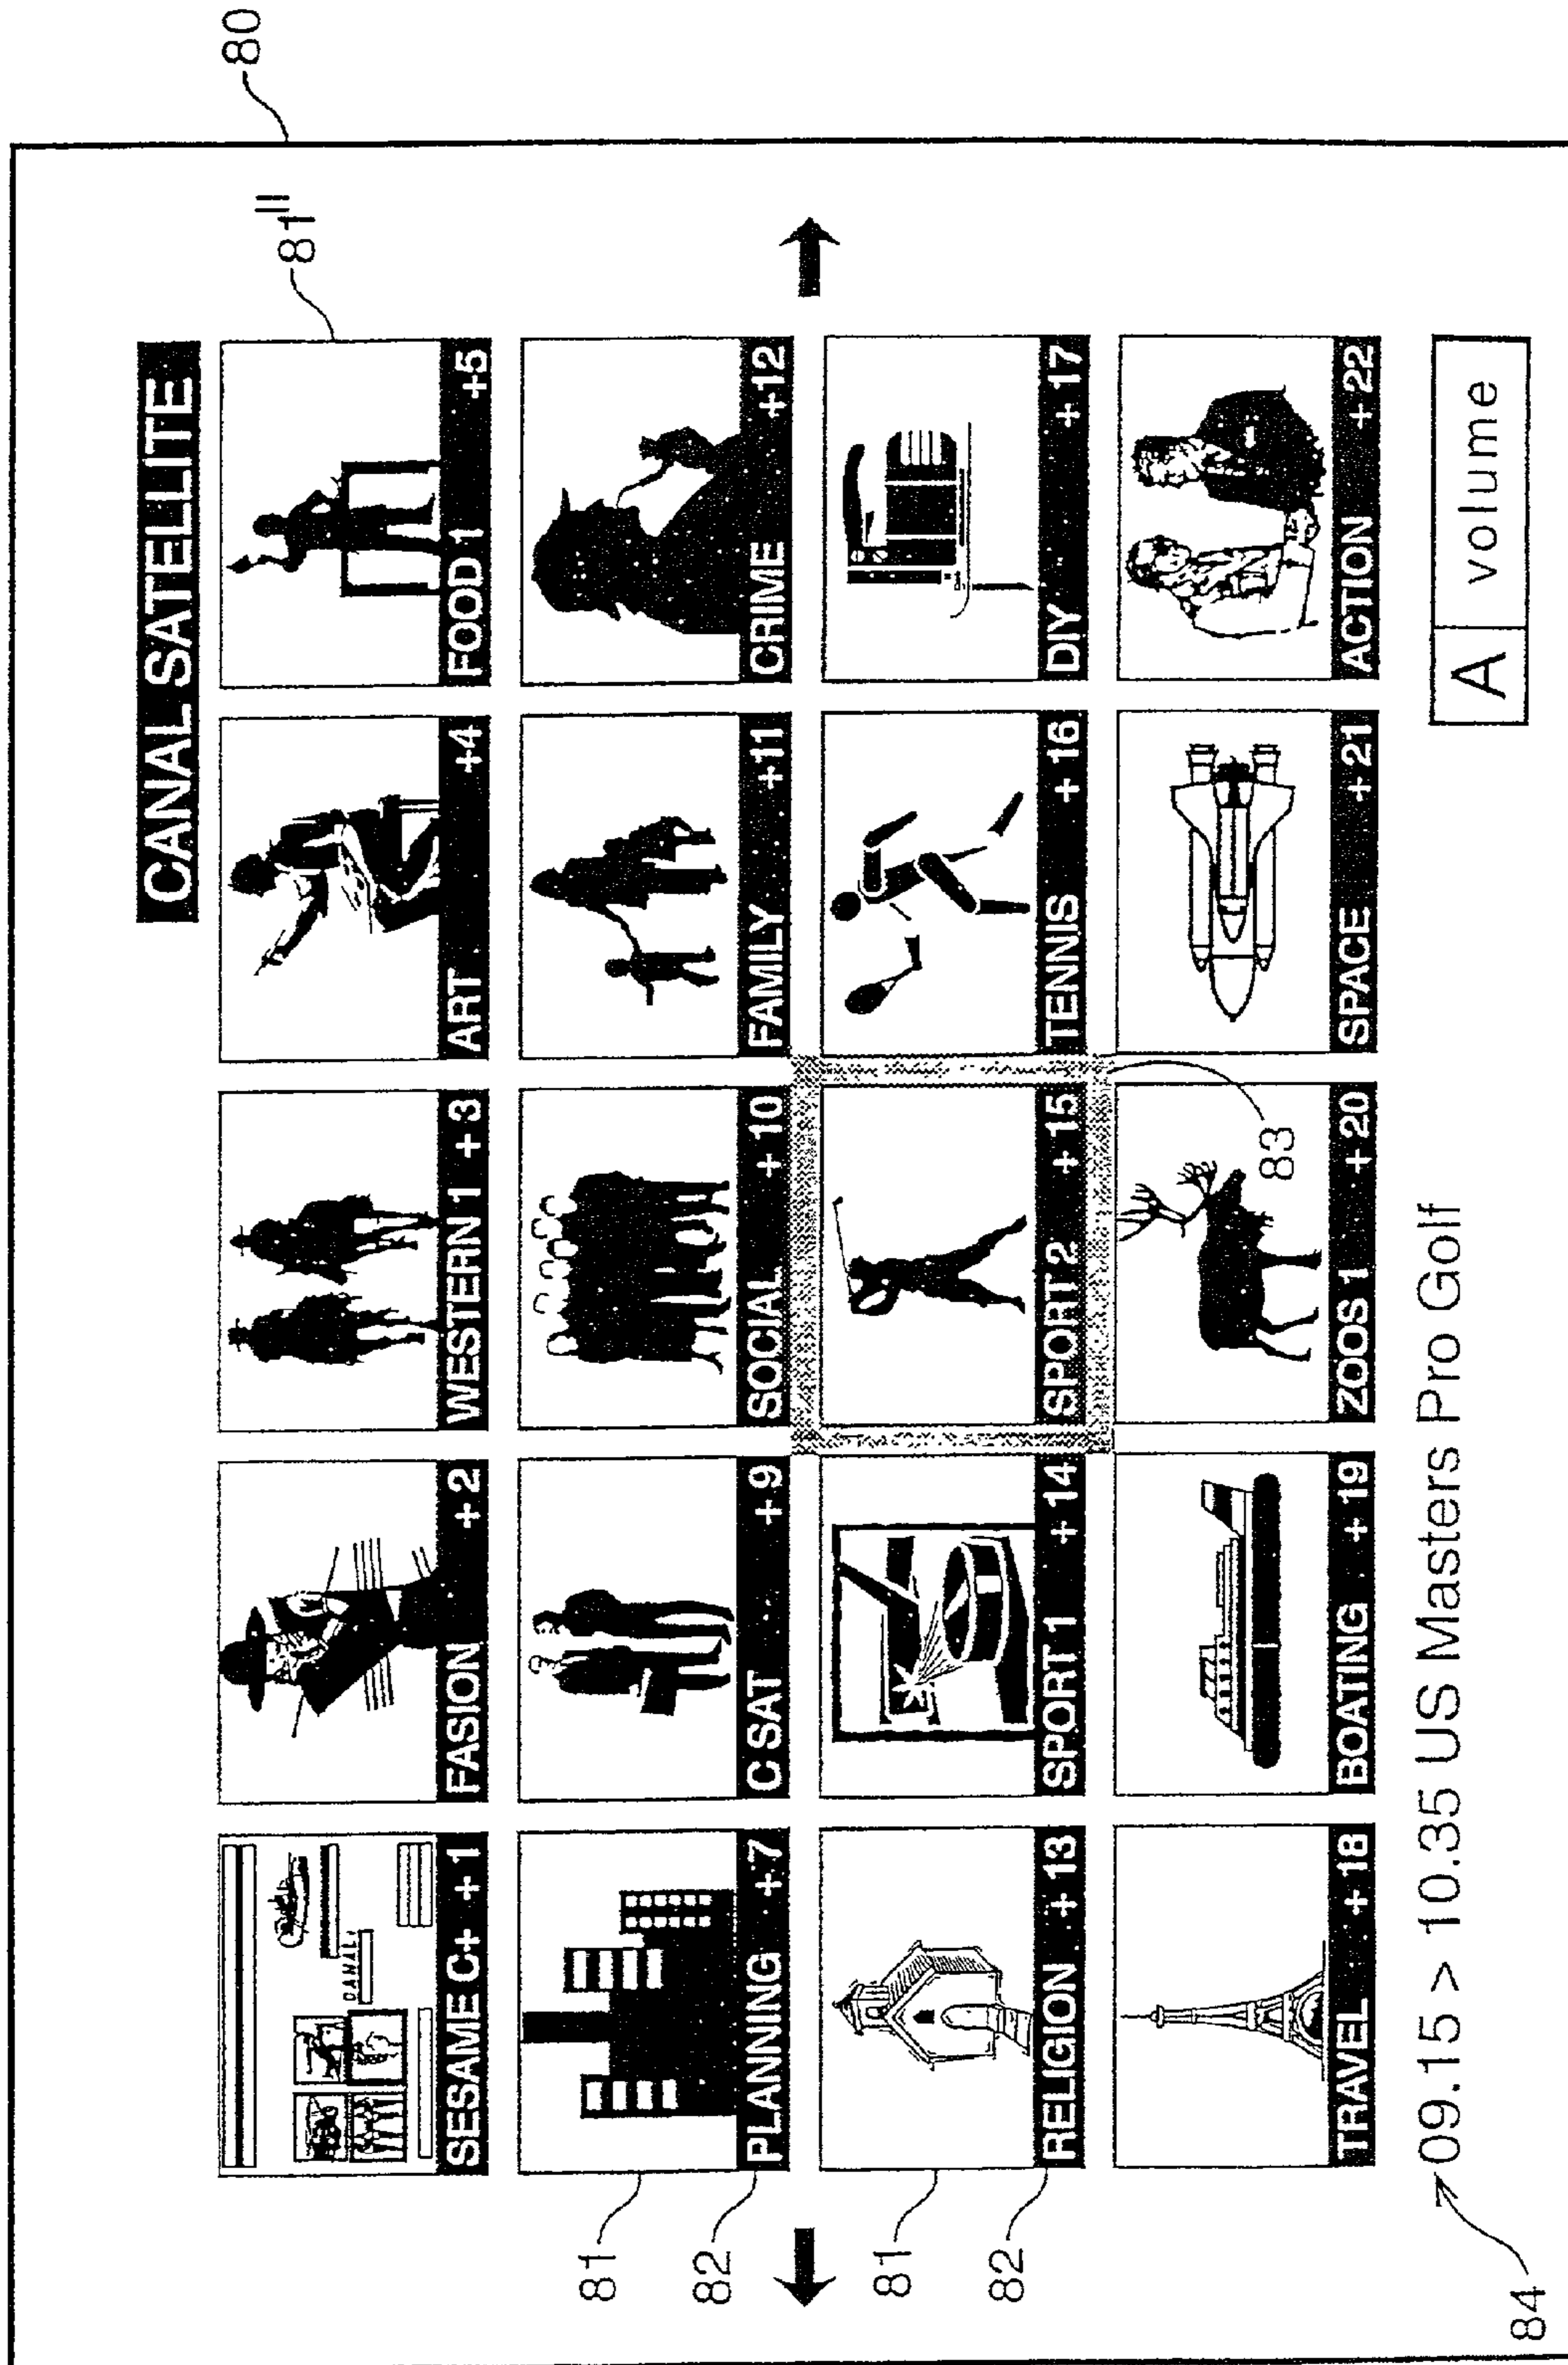 80
CANAL SATELLITE
81"
SESAME C+ + 1
FASION + 2
WESTERN 1 + 3
ART +4
FOOD 1 +5
81
PLANNING +7
C SAT + 9
SOCIAL + 10
FAMILY +11
CRIME +12
82
81
RELIGION + 13
SPORT 1 + 14
SPORT 2 + 15
TENNIS + 16
DIY + 17
82
TRAVEL + 18
BOATING + 19
ZOOS 1 + 20
SPACE + 21
ACTION + 22
83
09.15 > 10.35 US Masters Pro Golf
A volume
84